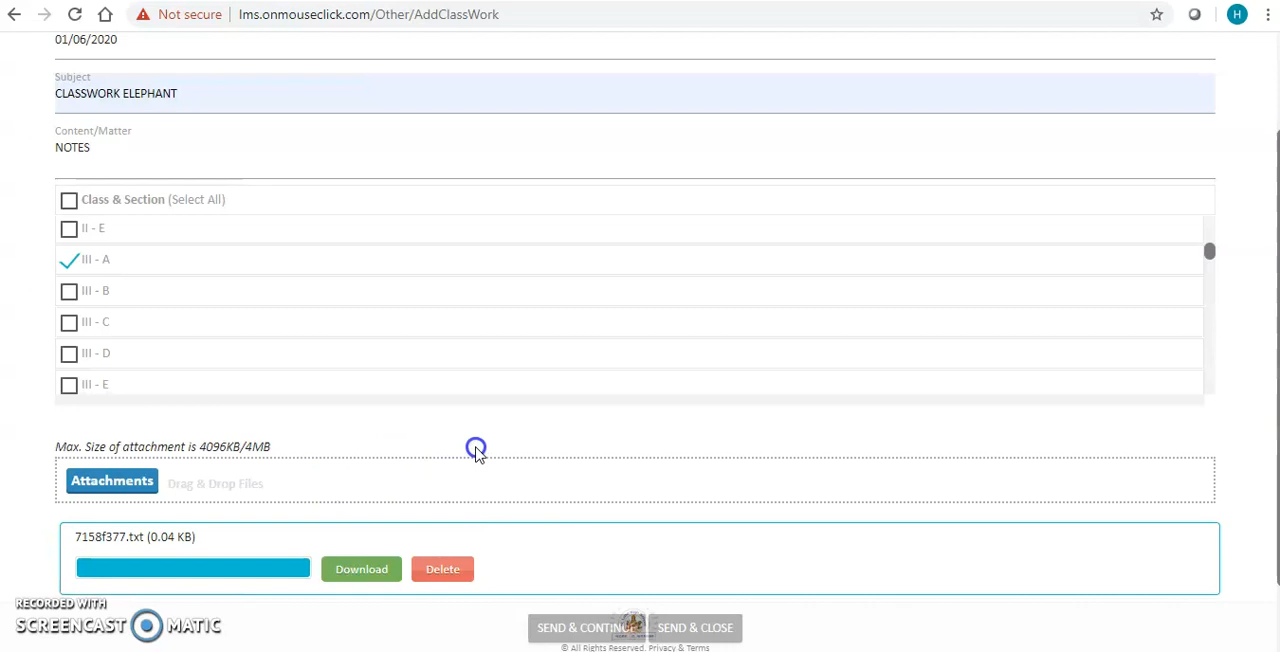 Not secure | lms.onmouseclick.com/Other/AddClassWork H
01/06/2020
Subject
CLASSWORK ELEPHANT
Content/Matter
NOTES
Class & Section (Select All)
II - E
III - A
III - B
III - C
III - D
III - E
Max. Size of attachment is 4096KB/4MB
Attachments Drag & Drop Files
7158f377.txt (0.04 KB)
Download Delete
RECORDED WITH
SCREENCAST MATIC
SEND & CONTINUE SEND & CLOSE
© All Rights Reserved. Privacy & Terms